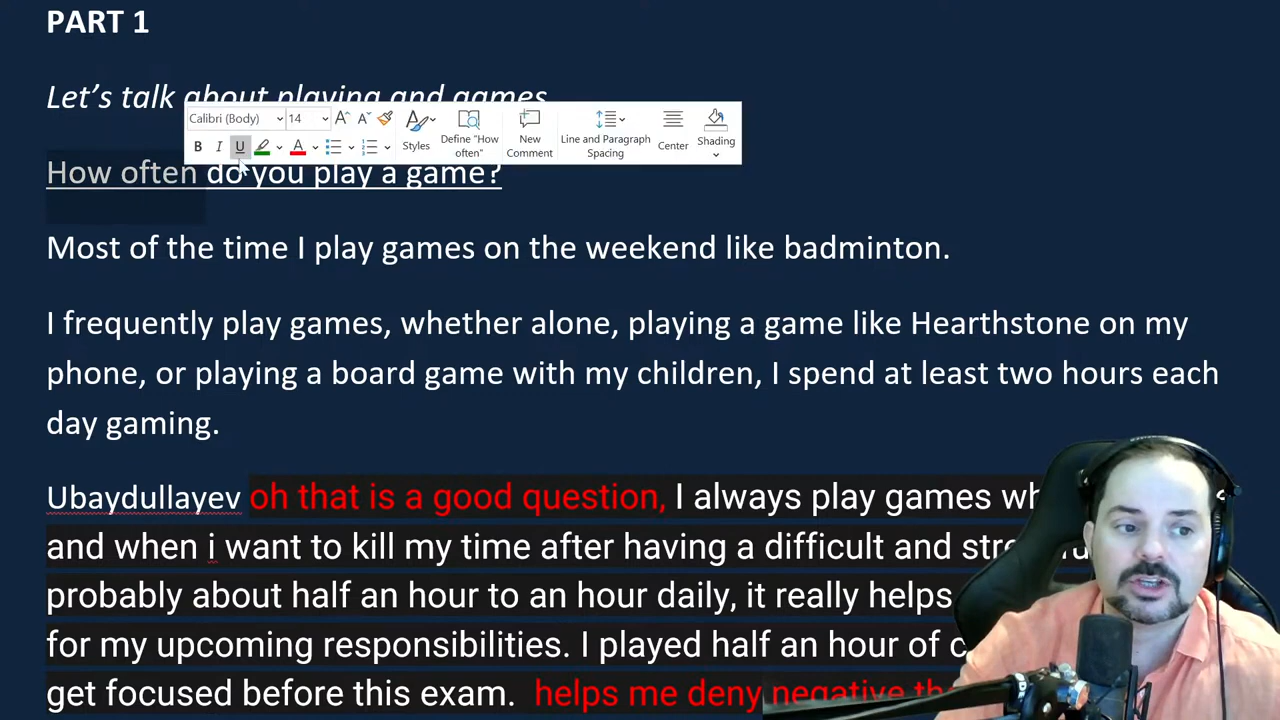 PART 1
Let's talk about playing and games
Calibri (Body) 14
B I U
Styles
Define "How often"
New Comment
Line and Paragraph Spacing
Center
Shading
How often do you play a game?
Most of the time I play games on the weekend like badminton.
I frequently play games, whether alone, playing a game like Hearthstone on my
phone, or playing a board game with my children, I spend at least two hours each
day gaming.
Ubaydullayev oh that is a good question, I always play games
and when i want to kill my time after having a difficult and
probably about half an hour to an hour daily, it really helps
for my upcoming responsibilities. I played half an hour of
get focused before this exam. helps me deny negative